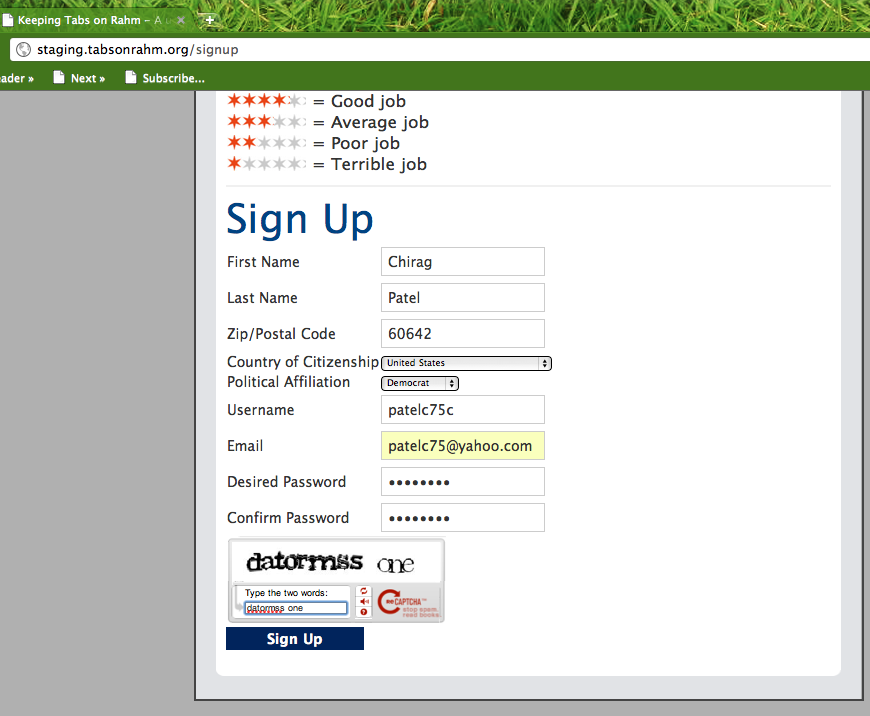 Keeping Tabs on Rahm – A
staging.tabsonrahm.org/signup
ader » Next » Subscribe...
= Good job
= Average job
= Poor job
= Terrible job
Sign Up
First Name Chirag
Last Name Patel
Zip/Postal Code 60642
Country of Citizenship United States
Political Affiliation Democrat
Username patelc75c
Email patelc75@yahoo.com
Desired Password ••••••••
Confirm Password ••••••••
datormss one
Type the two words:
datormss one
reCAPTCHA™
stop spam.
read books.
Sign Up